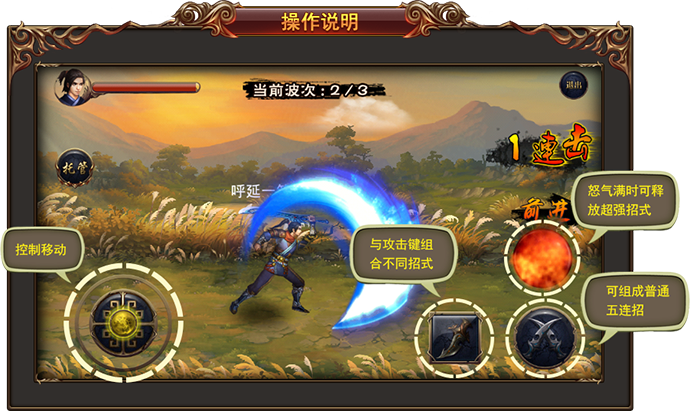 操作说明
当前波次:2/3
退出
1 連击
托管
呼延一
怒气满时可释
放超强招式
前进
控制移动
与攻击键组
合不同招式
可组成普通
五连招